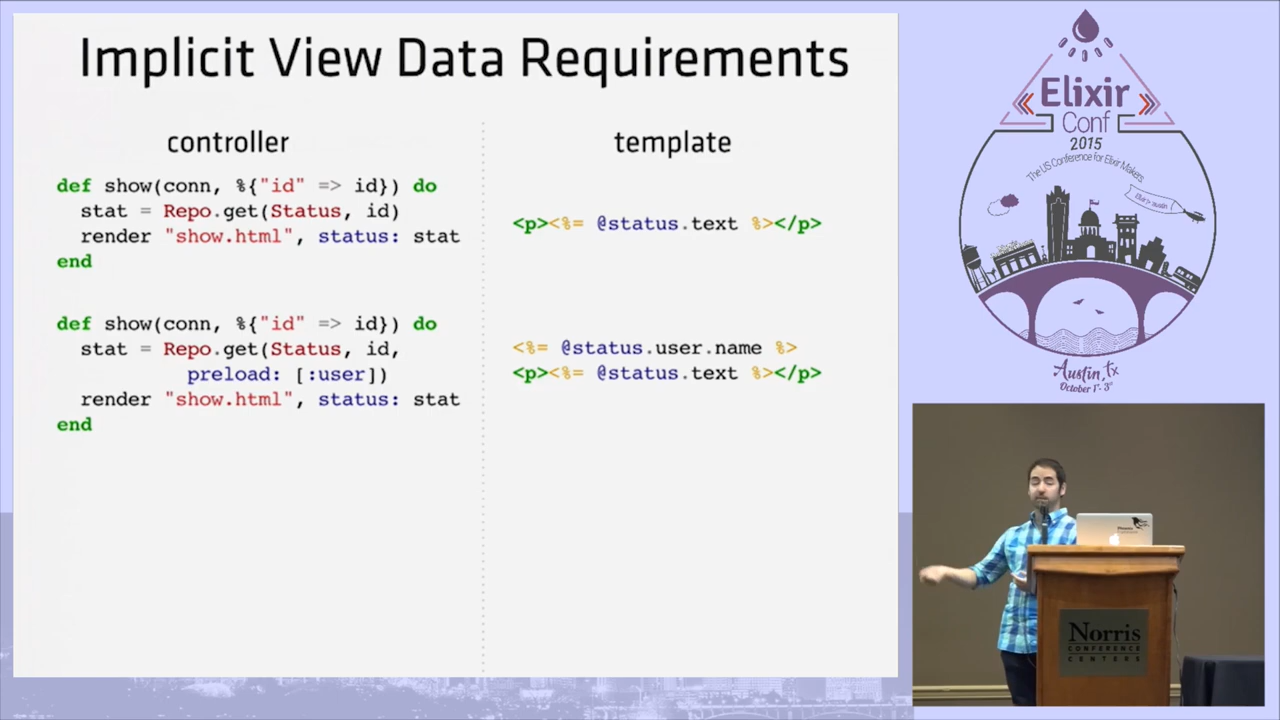 Implicit View Data Requirements
controller
def show(conn, %{"id" => id}) do
  stat = Repo.get(Status, id)
  render "show.html", status: stat
end
def show(conn, %{"id" => id}) do
  stat = Repo.get(Status, id,
           preload: [:user])
  render "show.html", status: stat
end
template
<p><%= @status.text %></p>
<%= @status.user.name %>
<p><%= @status.text %></p>
Elixir
Conf
2015
The US Conference for Elixir Makers
Austin, Tx
October 1st - 3rd
Phoenix
Norris
CONFERENCE
CENTERS